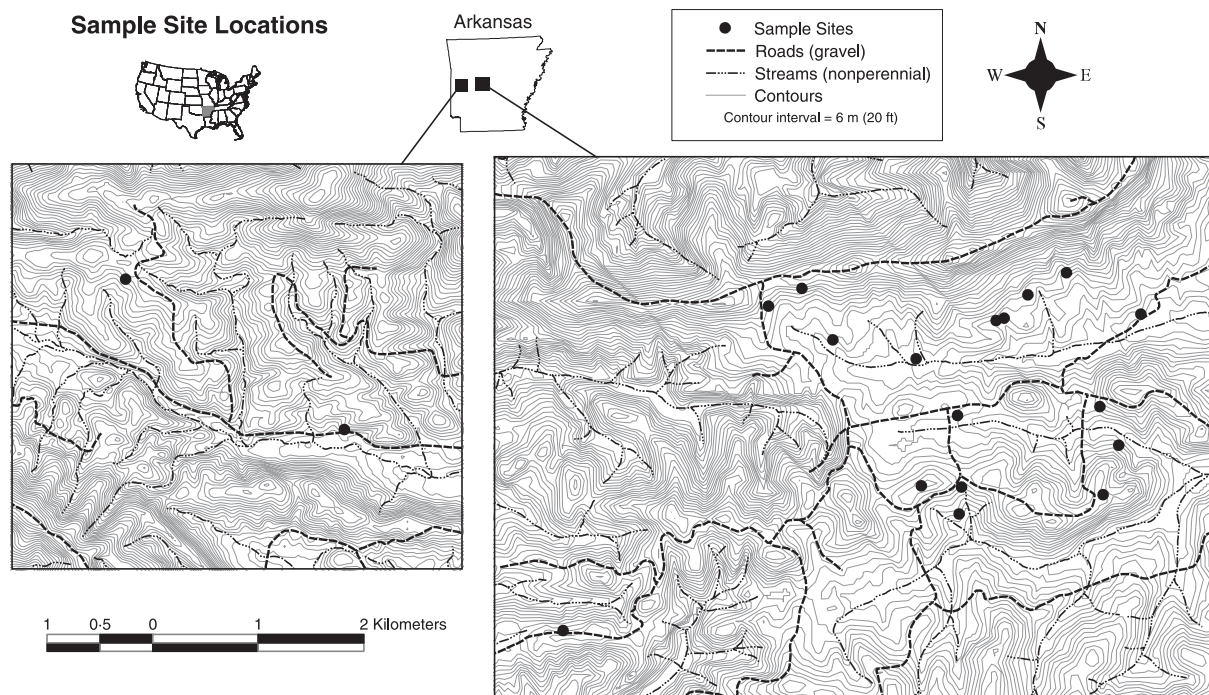 Sample Site Locations
Arkansas
Sample Sites
Roads (gravel)
Streams (nonperennial)
Contours
Contour interval = 6 m (20 ft)
N
W
E
S
1 0·5 0 1 2 Kilometers